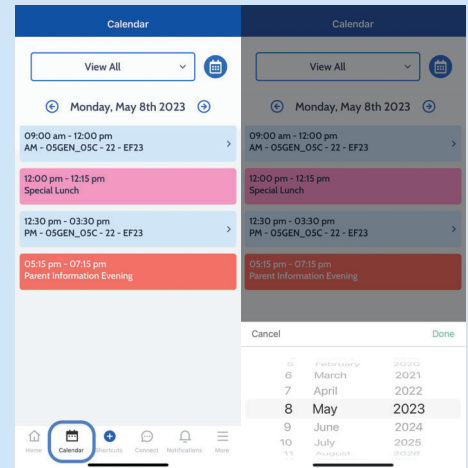 Calendar
View All
Monday, May 8th 2023
09:00 am - 12:00 pm
AM - 05GEN_05C - 22 - EF23
12:00 pm - 12:15 pm
Special Lunch
12:30 pm - 03:30 pm
PM - 05GEN_05C - 22 - EF23
05:15 pm - 07:15 pm
Parent Information Evening
Home Calendar Shortcuts Connect Notifications More
Calendar
View All
Monday, May 8th 2023
09:00 am - 12:00 pm
AM - 05GEN_05C - 22 - EF23
12:00 pm - 12:15 pm
Special Lunch
12:30 pm - 03:30 pm
PM - 05GEN_05C - 22 - EF23
05:15 pm - 07:15 pm
Parent Information Evening
Cancel Done
5 February 2020
6 March 2021
7 April 2022
8 May 2023
9 June 2024
10 July 2025
11 August 2026